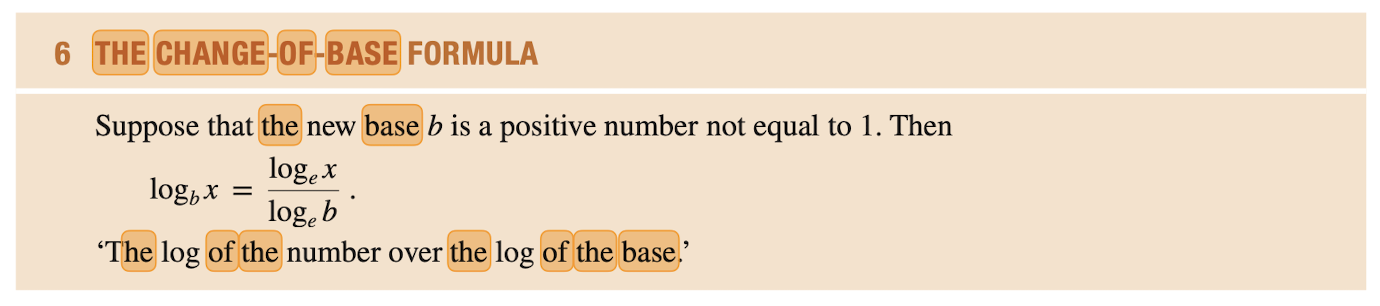 6 THE CHANGE-OF-BASE FORMULA
Suppose that the new base b is a positive number not equal to 1. Then
log_b x = log_e x / log_e b .
‘The log of the number over the log of the base.’